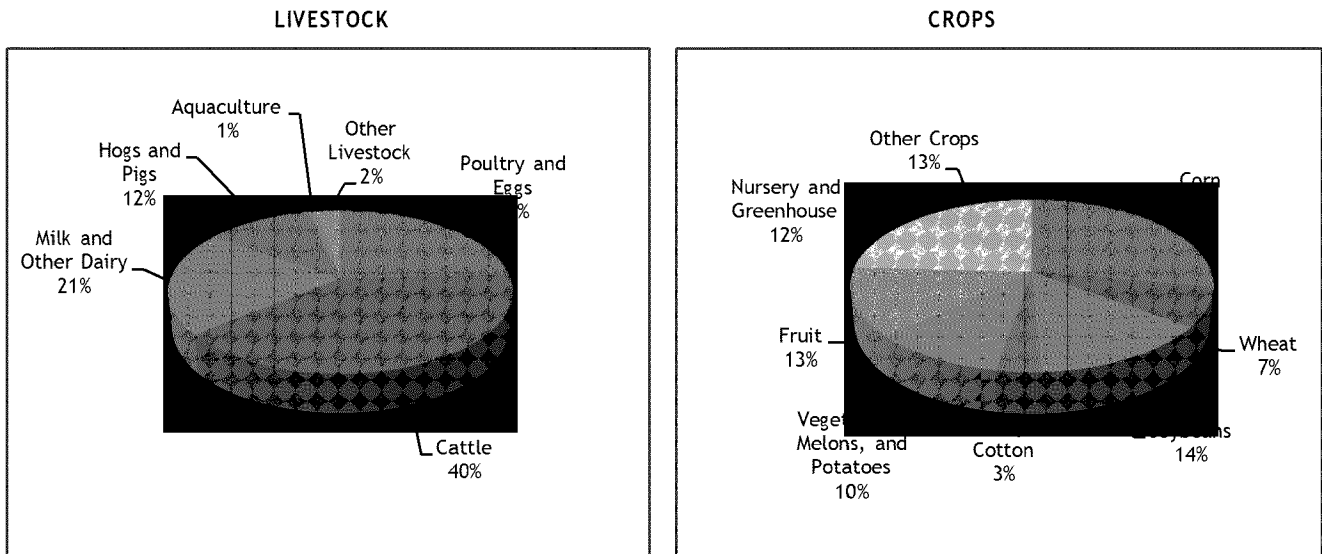 LIVESTOCK
Aquaculture
1%
Other
Livestock
2%
Hogs and
Pigs
12%
Poultry and
Eggs
%
Milk and
Other Dairy
21%
Cattle
40%
CROPS
Other Crops
13%
Corn
Nursery and
Greenhouse
12%
Fruit
13%
Wheat
7%
Melons, and
Potatoes
10%
Cotton
3%
14%